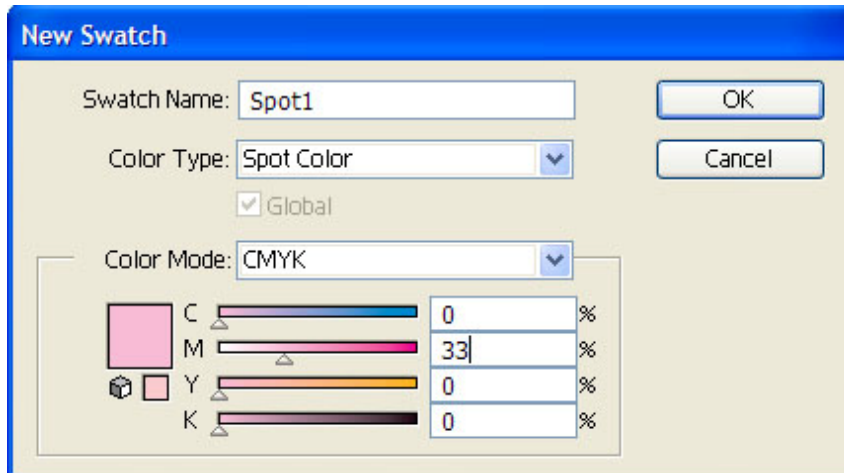 New Swatch
Swatch Name: Spot1 OK
Color Type: Spot Color Cancel
Global
Color Mode: CMYK
C 0 %
M 33 %
Y 0 %
K 0 %